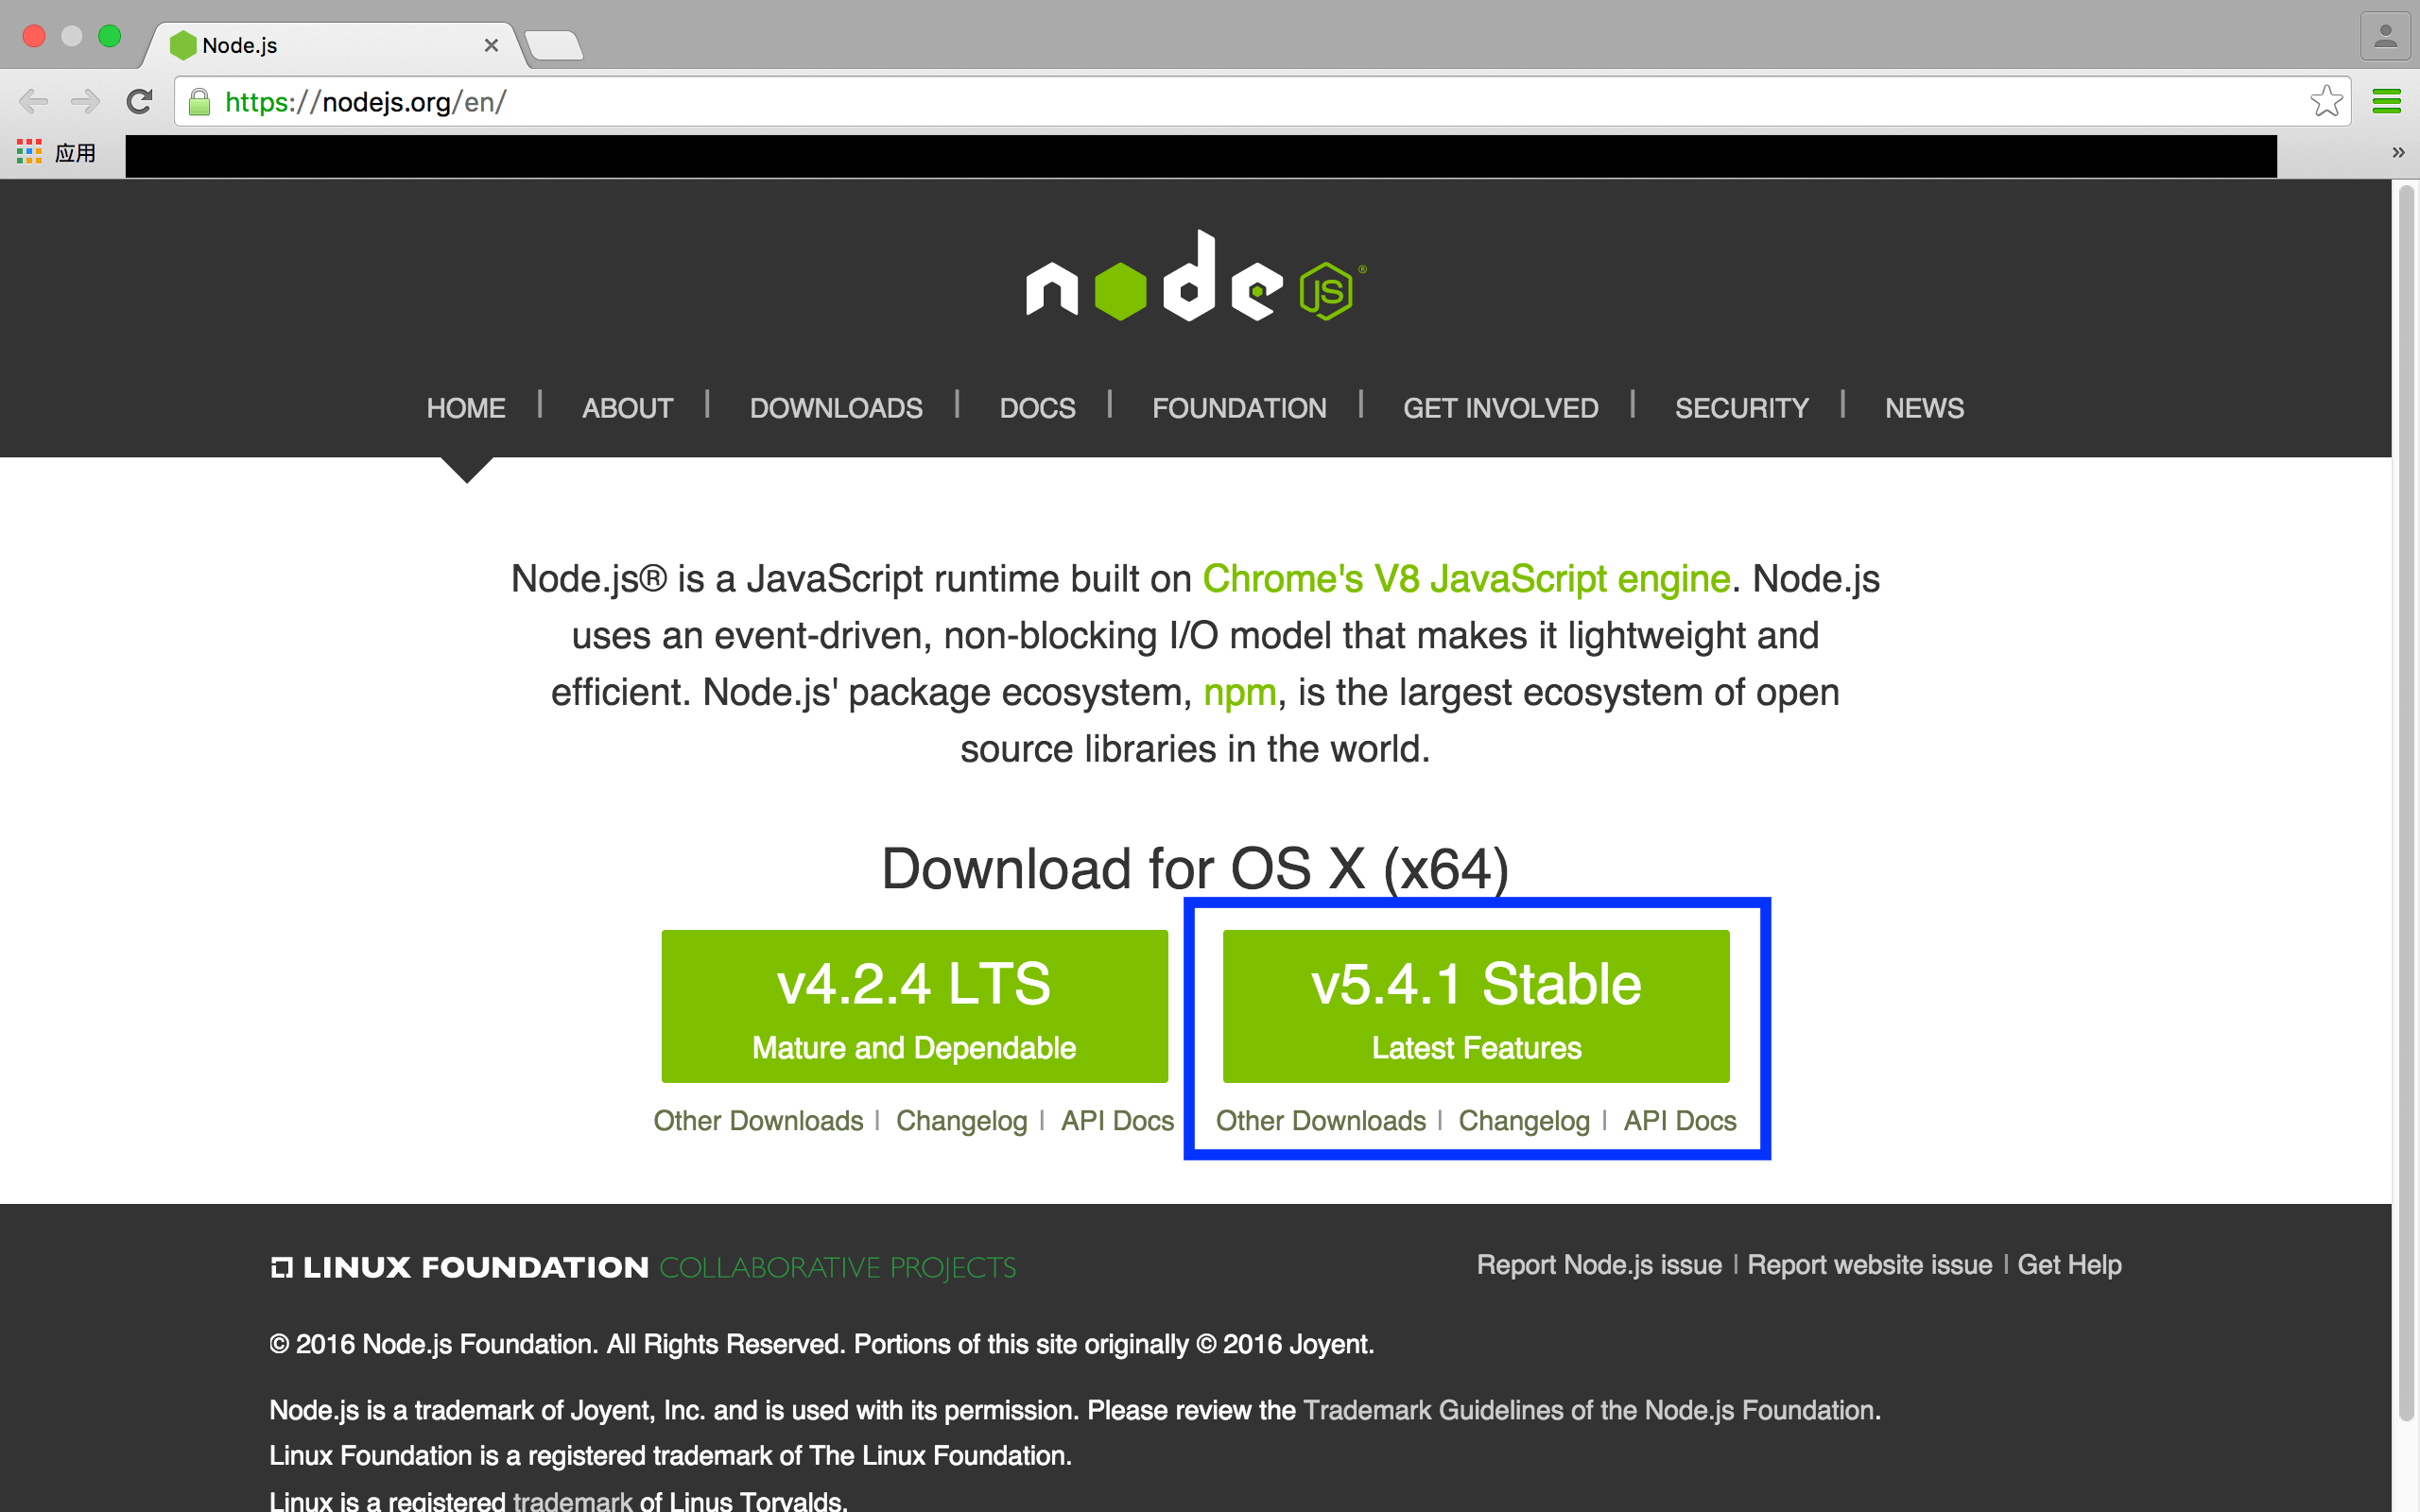 Node.js
https://nodejs.org/en/
应用
node JS ®
HOME | ABOUT | DOWNLOADS | DOCS | FOUNDATION | GET INVOLVED | SECURITY | NEWS
Node.js® is a JavaScript runtime built on Chrome's V8 JavaScript engine. Node.js
uses an event-driven, non-blocking I/O model that makes it lightweight and
efficient. Node.js' package ecosystem, npm, is the largest ecosystem of open
source libraries in the world.
Download for OS X (x64)
v4.2.4 LTS
Mature and Dependable
Other Downloads | Changelog | API Docs
v5.4.1 Stable
Latest Features
Other Downloads | Changelog | API Docs
LINUX FOUNDATION COLLABORATIVE PROJECTS
Report Node.js issue | Report website issue | Get Help
© 2016 Node.js Foundation. All Rights Reserved. Portions of this site originally © 2016 Joyent.
Node.js is a trademark of Joyent, Inc. and is used with its permission. Please review the Trademark Guidelines of the Node.js Foundation.
Linux Foundation is a registered trademark of The Linux Foundation.
Linux is a registered trademark of Linus Torvalds.